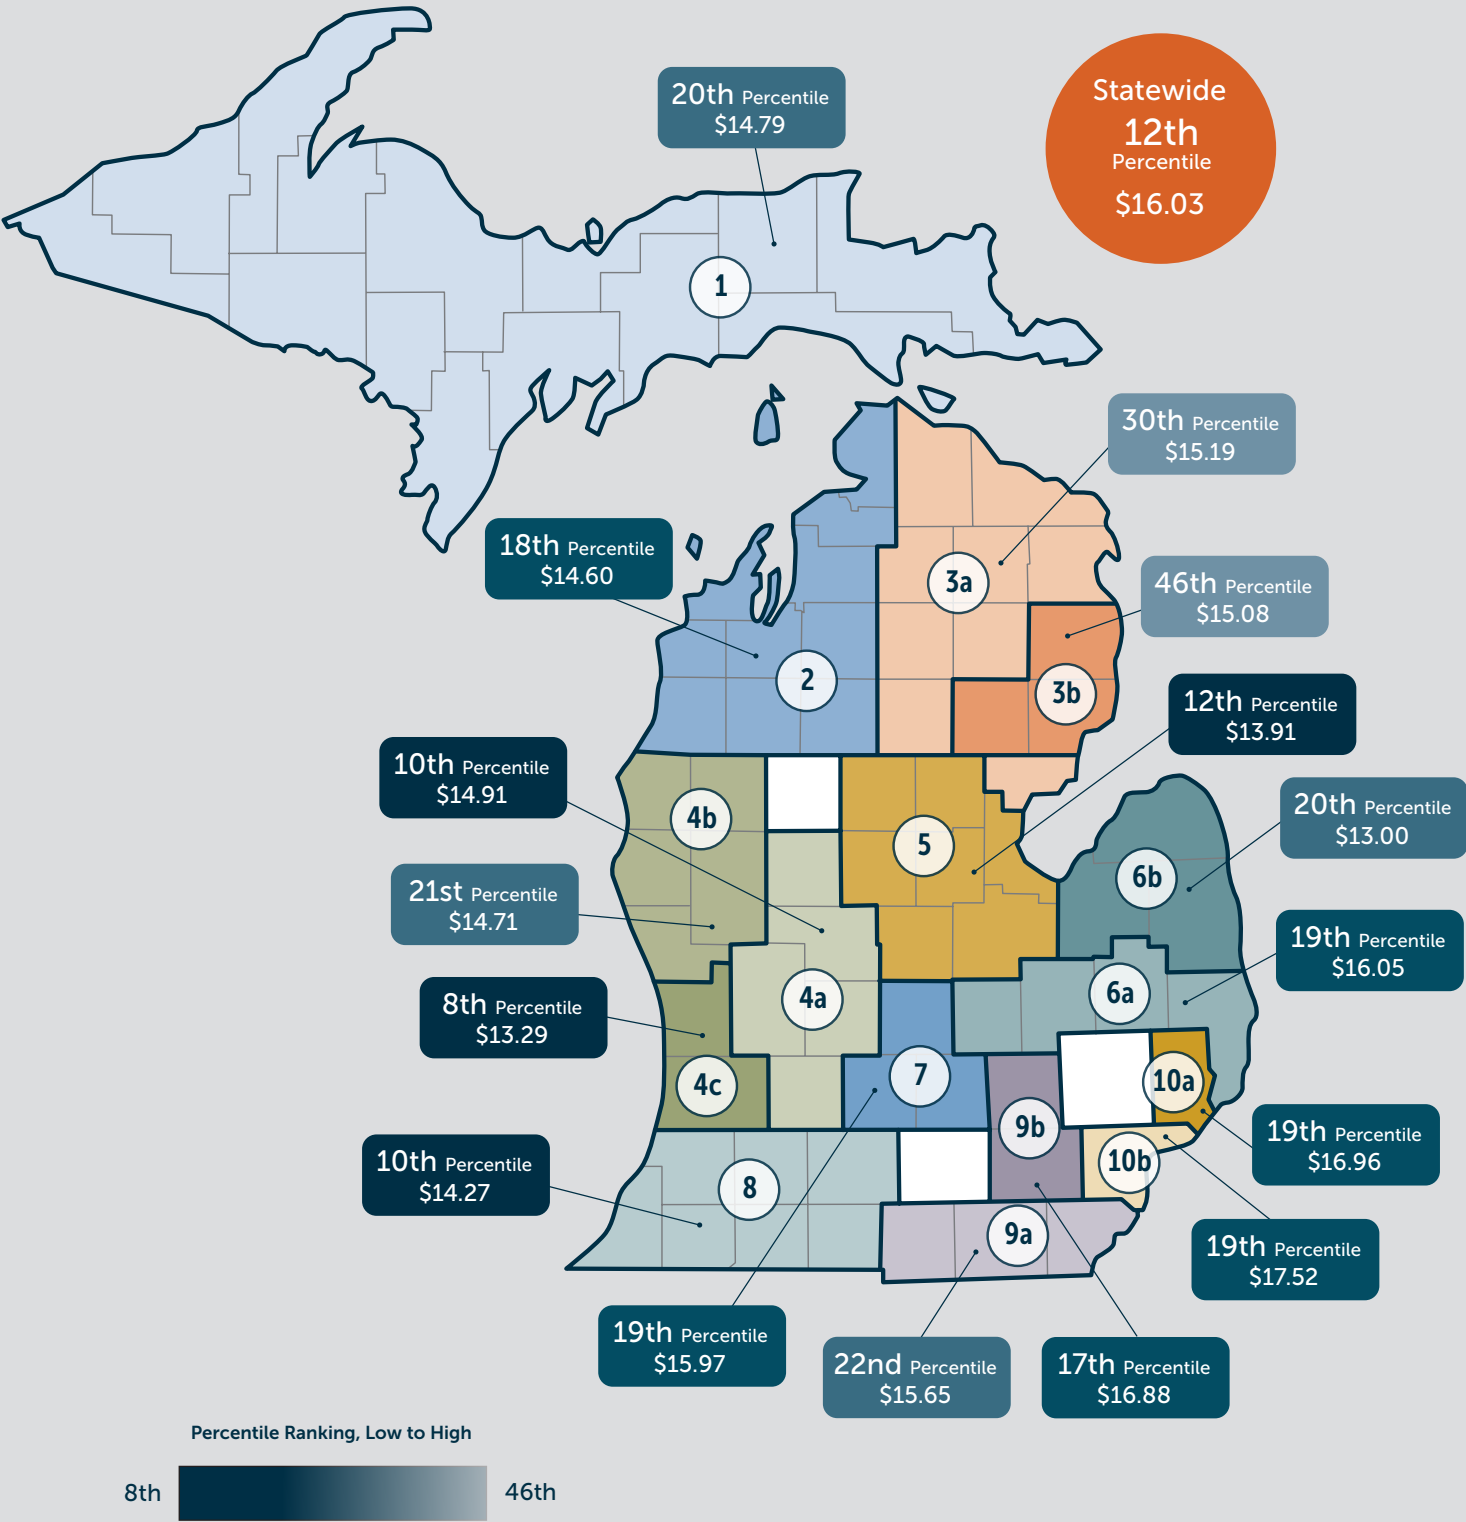 Statewide
12th
Percentile
$16.03
20th Percentile
$14.79
1
30th Percentile
$15.19
3a
18th Percentile
$14.60
2
46th Percentile
$15.08
3b
12th Percentile
$13.91
10th Percentile
$14.91
4b
5
20th Percentile
$13.00
6b
21st Percentile
$14.71
19th Percentile
$16.05
8th Percentile
$13.29
4a
6a
4c
7
10a
9b
10b
19th Percentile
$16.96
10th Percentile
$14.27
8
9a
19th Percentile
$17.52
19th Percentile
$15.97
22nd Percentile
$15.65
17th Percentile
$16.88
Percentile Ranking, Low to High
8th
46th